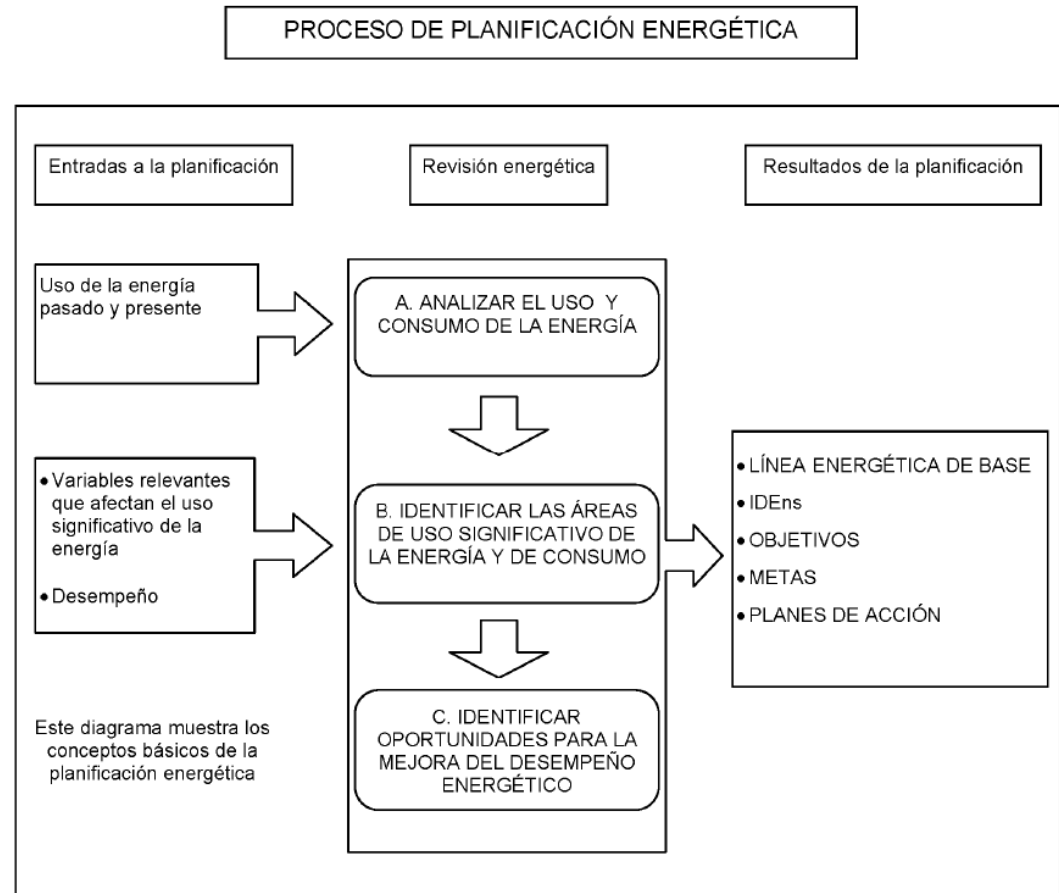 PROCESO DE PLANIFICACIÓN ENERGÉTICA
Entradas a la planificación
Revisión energética
Resultados de la planificación
Uso de la energía
pasado y presente
A. ANALIZAR EL USO Y
CONSUMO DE LA ENERGÍA
• Variables relevantes
que afectan el uso
significativo de la
energía
• Desempeño
B. IDENTIFICAR LAS ÁREAS
DE USO SIGNIFICATIVO DE
LA ENERGÍA Y DE CONSUMO
• LÍNEA ENERGÉTICA DE BASE
• IDEns
• OBJETIVOS
• METAS
• PLANES DE ACCIÓN
Este diagrama muestra los
conceptos básicos de la
planificación energética
C. IDENTIFICAR
OPORTUNIDADES PARA LA
MEJORA DEL DESEMPEÑO
ENERGÉTICO